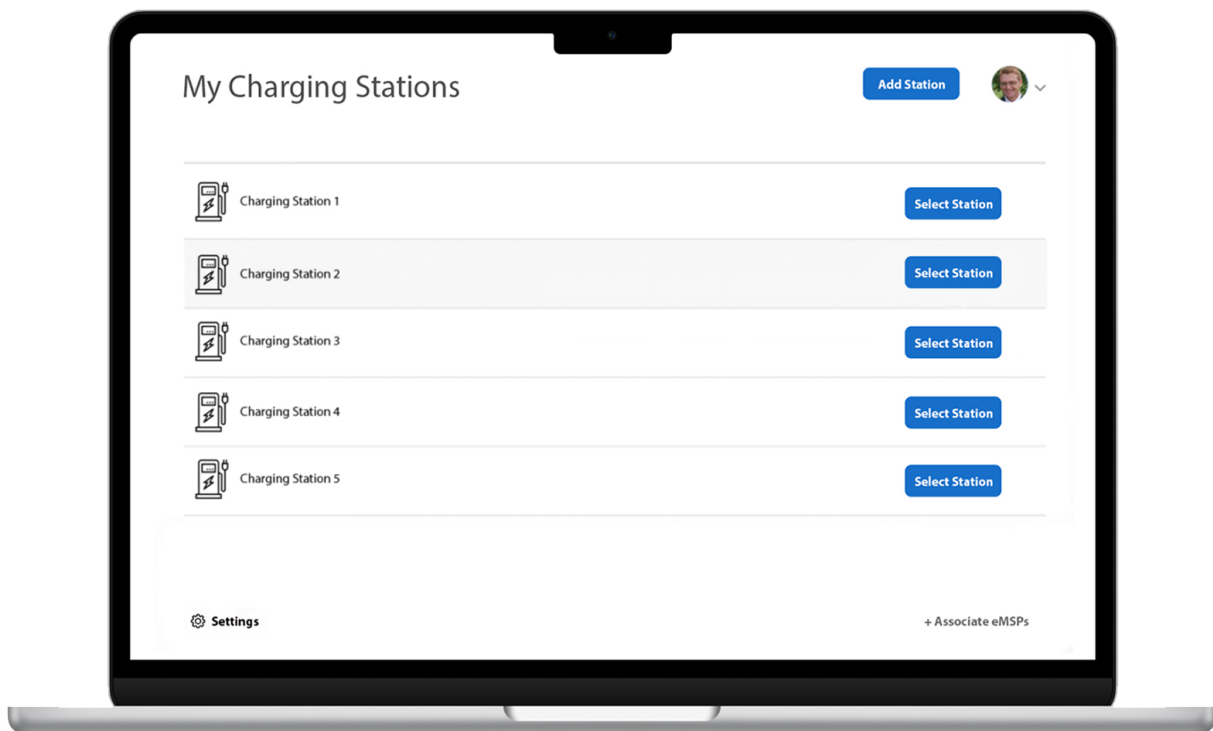 My Charging Stations
Add Station
Charging Station 1
Select Station
Charging Station 2
Select Station
Charging Station 3
Select Station
Charging Station 4
Select Station
Charging Station 5
Select Station
Settings
+ Associate eMSPs